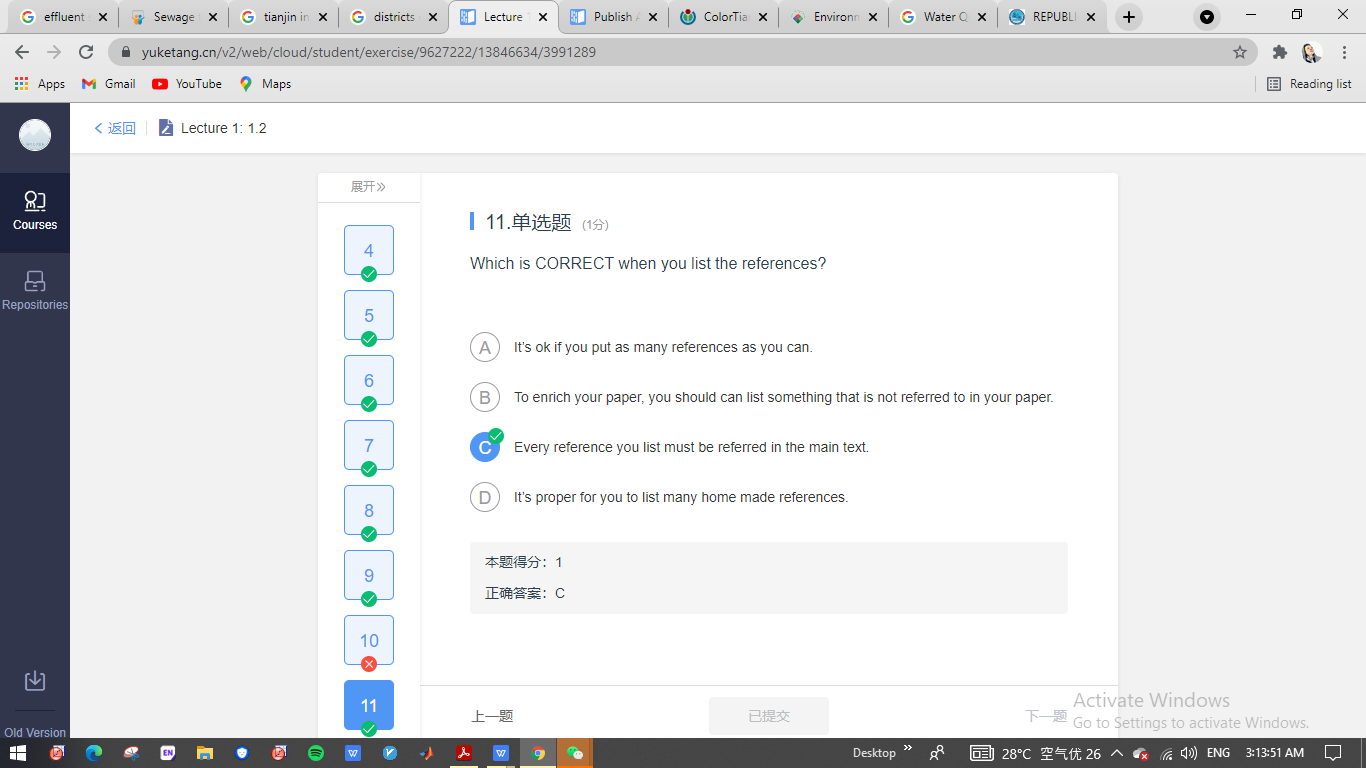 effluent
Sewage
tianjin in
districts
Lecture
Publish
ColorTia
Environm
Water Q
REPUBLI
yuketang.cn/v2/web/cloud/student/exercise/9627222/13846634/3991289
Apps
Gmail
YouTube
Maps
Reading list
返回
Lecture 1: 1.2
Courses
Repositories
Old Version
展开
4
5
6
7
8
9
10
11
11.单选题 (1分)
Which is CORRECT when you list the references?
A It's ok if you put as many references as you can.
B To enrich your paper, you should can list something that is not referred to in your paper.
C Every reference you list must be referred in the main text.
D It's proper for you to list many home made references.
本题得分：1
正确答案：C
上一题
已提交
下一题
Activate Windows
Go to Settings to activate Windows.
EN
Desktop
28°C 空气优 26
ENG
3:13:51 AM